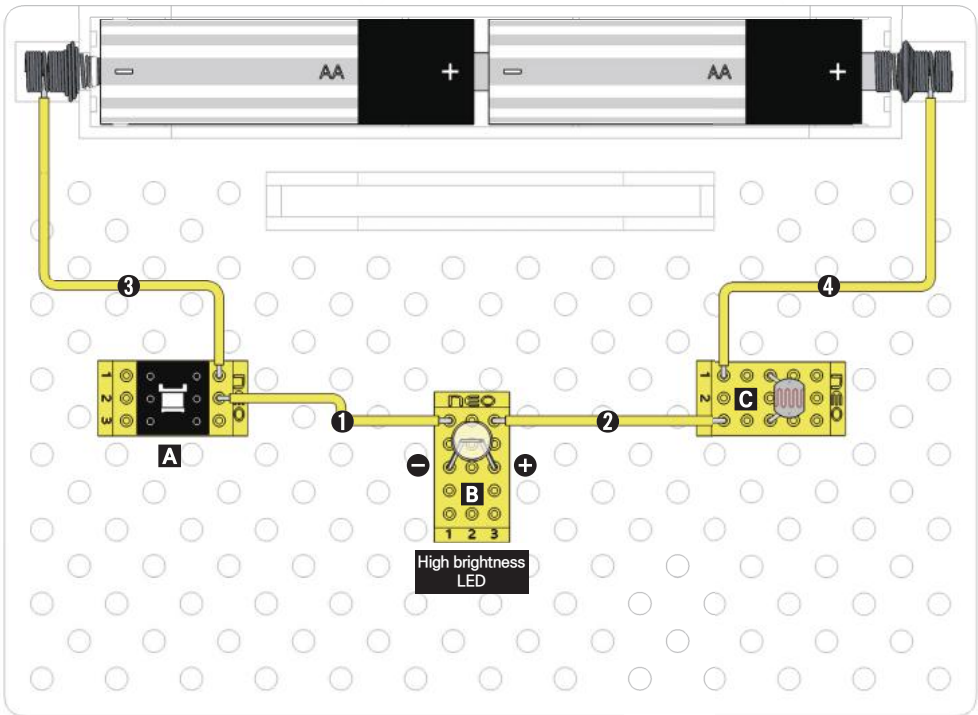 − AA + − AA +
3
4
1
2
3
NEO
A
1
NEO
− +
B
1 2 3
High brightness
LED
2
1
2
C
NEO